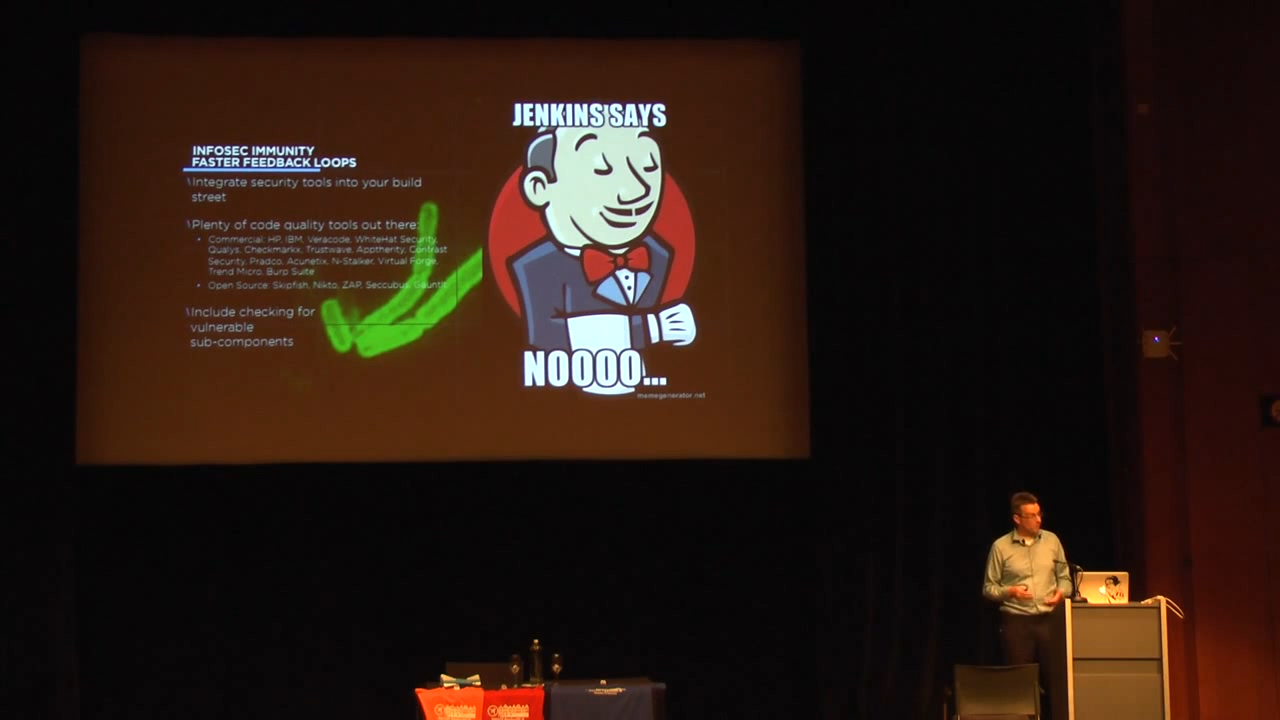 INFOSEC IMMUNITY
FASTER FEEDBACK LOOPS
Integrate security tools into your build
street
Plenty of code quality tools out there:
• Commercial: HP, IBM, Veracode, WhiteHat Security,
Qualys, Checkmarkx, Trustwave, Apptherity, Contrast
Security, Pradeo, Acunetix, N-Stalker, Virtual Forge,
Trend Micro, Burp Suite
• Open Source: Skipfish, Nikto, ZAP, Seccubus, Gauntlt
Include checking for
vulnerable
sub-components
JENKINS SAYS
NOOOO...
memegenerator.net